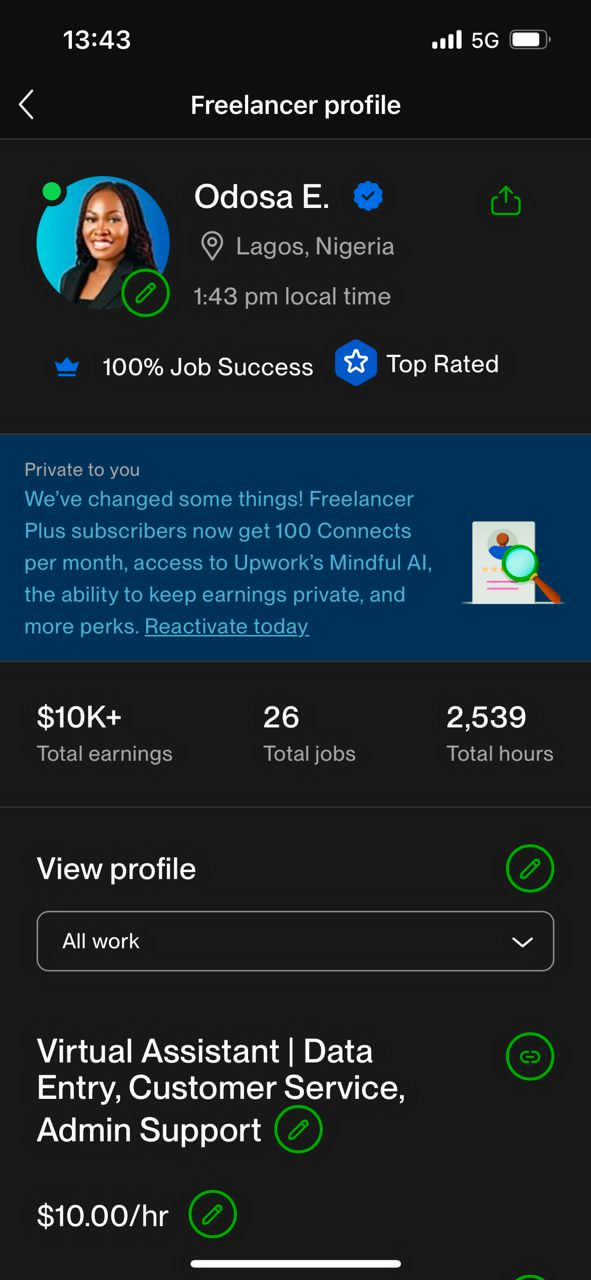 13:43
5G
Freelancer profile
Odosa E.
Lagos, Nigeria
1:43 pm local time
100% Job Success
Top Rated
Private to you
We’ve changed some things! Freelancer
Plus subscribers now get 100 Connects
per month, access to Upwork’s Mindful AI,
the ability to keep earnings private, and
more perks. Reactivate today
$10K+
26
2,539
Total earnings
Total jobs
Total hours
View profile
All work
Virtual Assistant | Data
Entry, Customer Service,
Admin Support
$10.00/hr